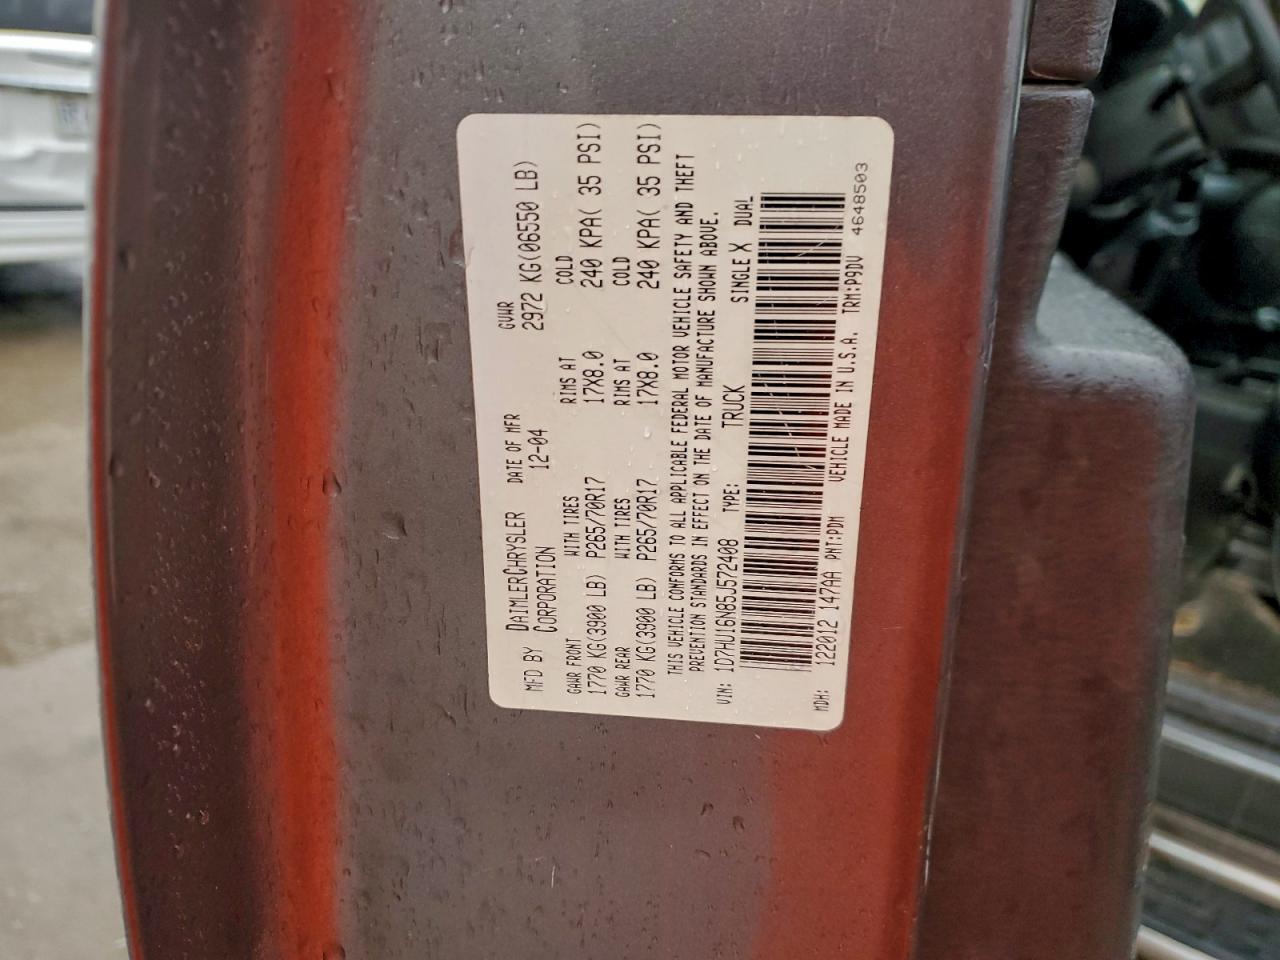 MFD BY DAIMLERCHRYSLER CORPORATION DATE OF MFR 12-04 GVWR 2972 KG(06550 LB)
GAWR FRONT WITH TIRES RIMS AT COLD
1770 KG(3900 LB) P265/70R17 17X8.0 240 KPA( 35 PSI)
GAWR REAR WITH TIRES RIMS AT COLD
1770 KG(3900 LB) P265/70R17 17X8.0 240 KPA( 35 PSI)
THIS VEHICLE CONFORMS TO ALL APPLICABLE FEDERAL MOTOR VEHICLE SAFETY AND THEFT
PREVENTION STANDARDS IN EFFECT ON THE DATE OF MANUFACTURE SHOWN ABOVE.
VIN: 1D7HU16N85J572408 TYPE: TRUCK SINGLE X DUAL
MDH: 122012 147AA PNT:PDM VEHICLE MADE IN U.S.A. TRM:P9DV 4648503